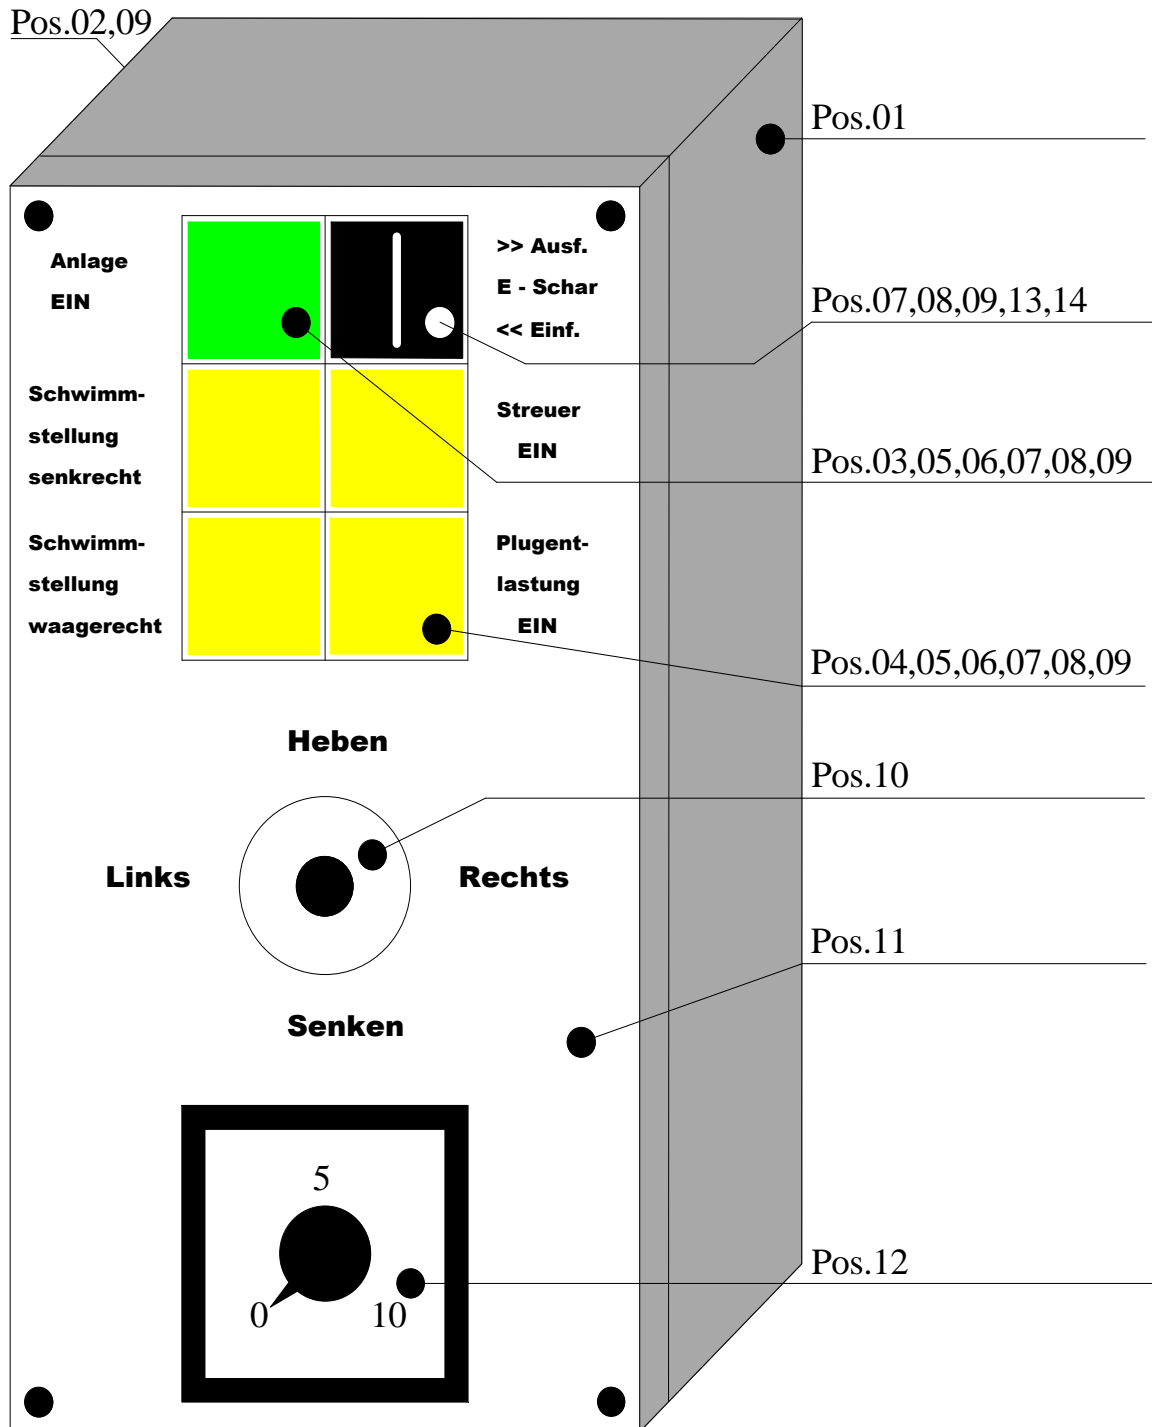 Pos.02,09
Pos.01
Anlage
EIN
>> Ausf.
E - Schar
<< Einf.
Pos.07,08,09,13,14
Schwimm-
stellung
senkrecht
Streuer
EIN
Pos.03,05,06,07,08,09
Schwimm-
stellung
waagerecht
Plugent-
lastung
EIN
Pos.04,05,06,07,08,09
Heben
Pos.10
Links
Rechts
Pos.11
Senken
5
0
10
Pos.12